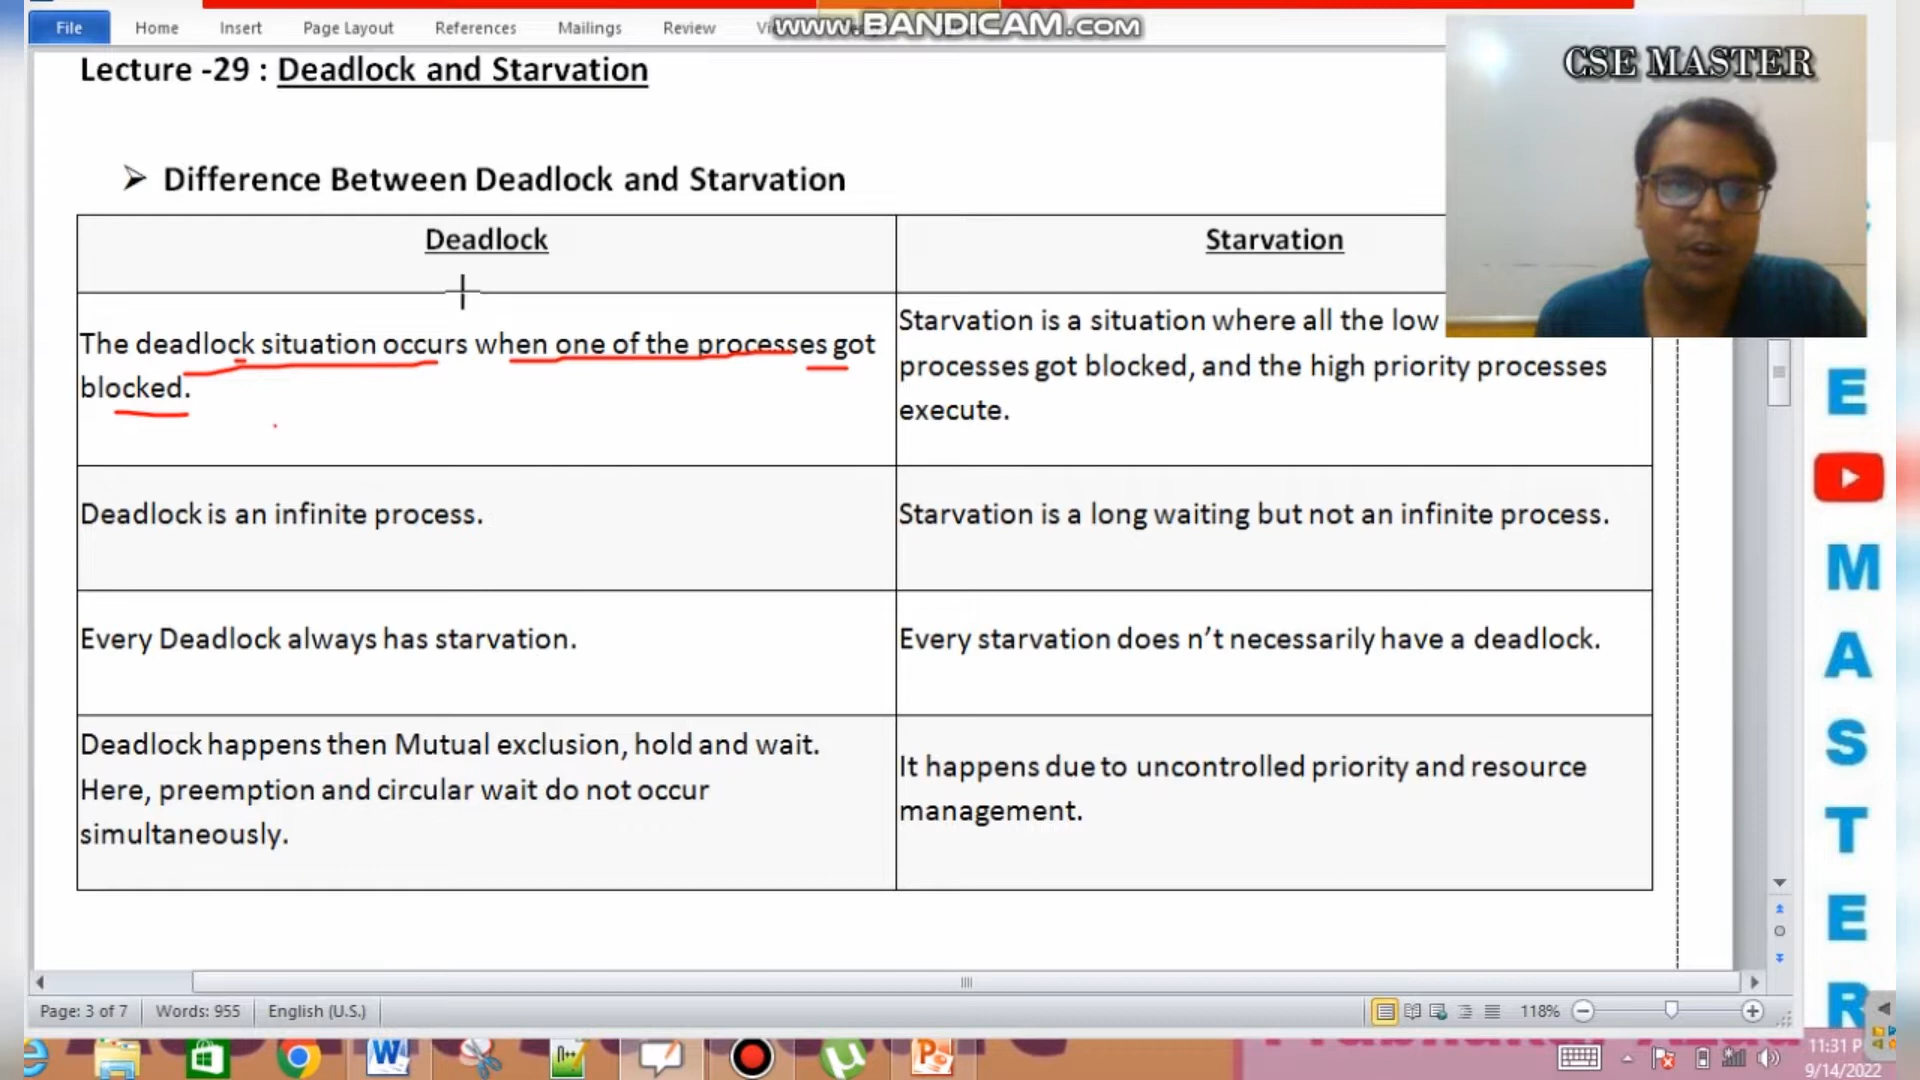 www.BANDICAM.com
File Home Insert Page Layout References Mailings Review
CSE MASTER
Lecture -29 : Deadlock and Starvation
➢ Difference Between Deadlock and Starvation
Deadlock
Starvation
The deadlock situation occurs when one of the processes got
blocked.
Starvation is a situation where all the low
processes got blocked, and the high priority processes
execute.
Deadlock is an infinite process.
Starvation is a long waiting but not an infinite process.
Every Deadlock always has starvation.
Every starvation does n't necessarily have a deadlock.
Deadlock happens then Mutual exclusion, hold and wait.
Here, preemption and circular wait do not occur
simultaneously.
It happens due to uncontrolled priority and resource
management.
E
M
A
S
T
E
R
Page: 3 of 7 Words: 955 English (U.S.) 118%
11:31 P
9/14/2022